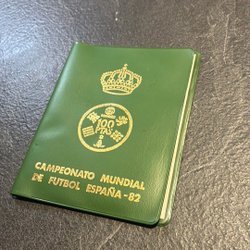 100
PTAS
CAMPEONATO MUNDIAL
DE FUTBOL ESPAÑA-82